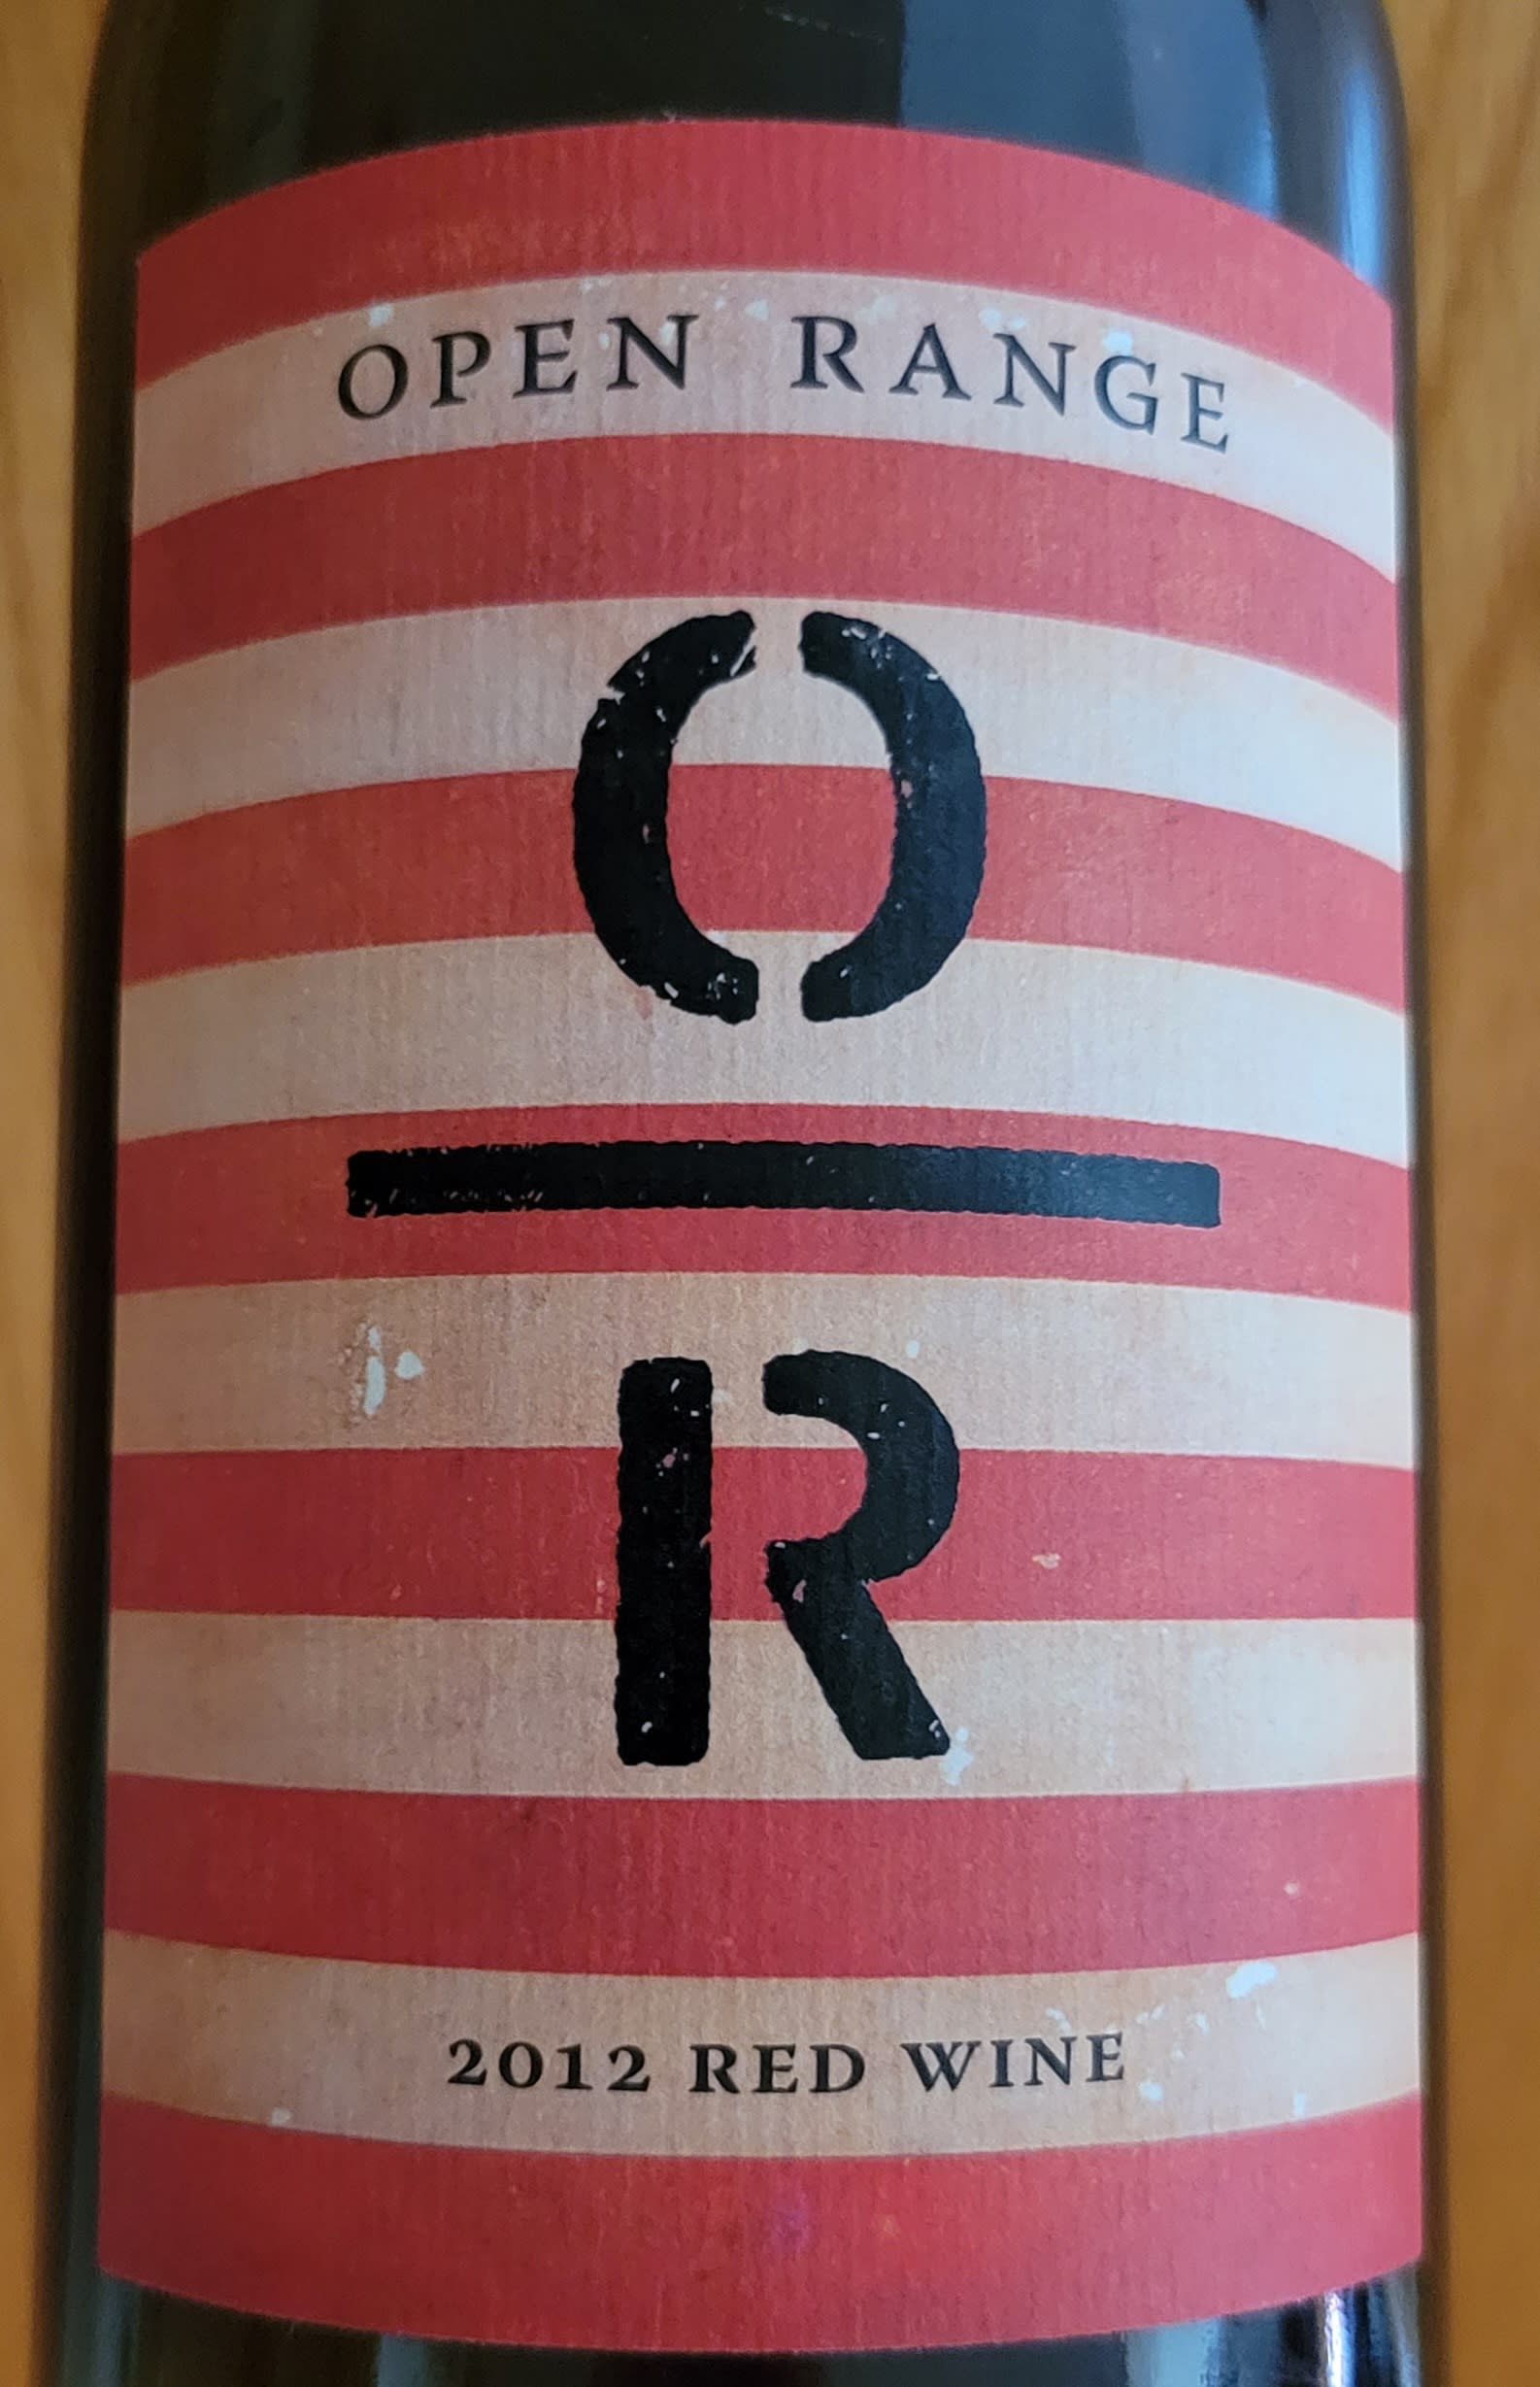 OPEN RANGE
O
R
2012 RED WINE